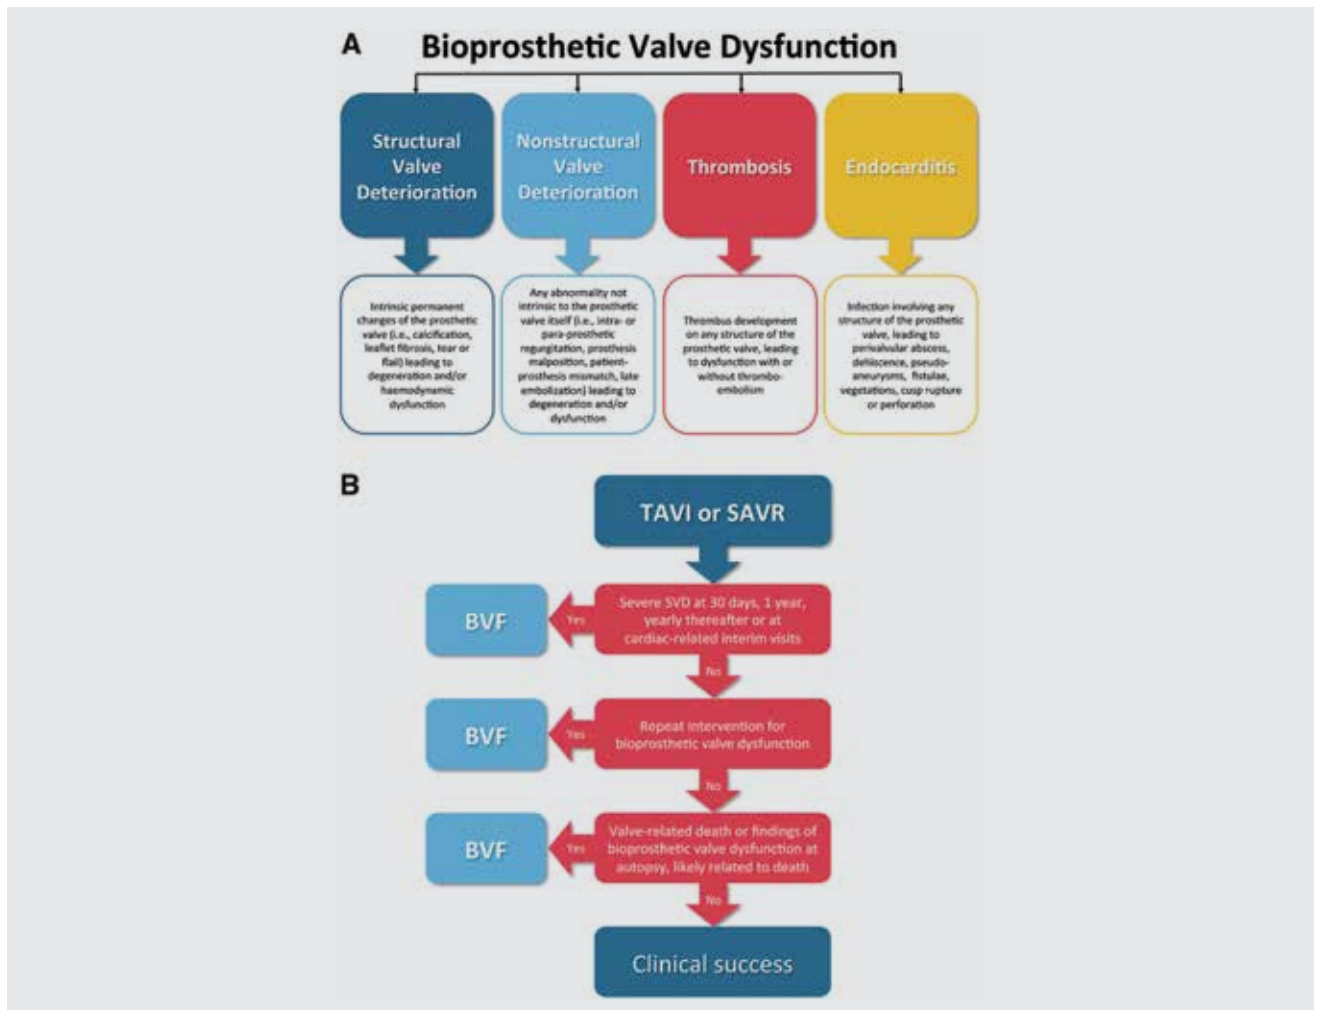 A
Bioprosthetic Valve Dysfunction
Structural
Valve
Deterioration
Nonstructural
Valve
Deterioration
Thrombosis
Endocarditis
Intrinsic permanent
changes of the prosthetic
valve (i.e., calcification,
leaflet fibrosis, tear or
flail) leading to
degeneration and/or
haemodynamic
dysfunction
Any abnormality not
intrinsic to the prosthetic
valve itself (i.e., intra- or
para-prosthetic
regurgitation, prosthesis
malposition, patient-
prosthesis mismatch, late
embolization) leading to
degeneration and/or
dysfunction
Thrombus development
on any structure of the
prosthetic valve, leading
to dysfunction with or
without thrombo-
embolism
Infection involving any
structure of the prosthetic
valve, leading to
perivalvular abscess,
dehiscence, pseudo-
aneurysms, fistulae,
vegetations, cusp rupture
or perforation
B
TAVI or SAVR
Severe SVD at 30 days, 1 year,
yearly thereafter or at
cardiac-related interim visits
Yes
BVF
No
Repeat intervention for
bioprosthetic valve dysfunction
Yes
BVF
No
Valve-related death or findings of
bioprosthetic valve dysfunction at
autopsy, likely related to death
Yes
BVF
No
Clinical success